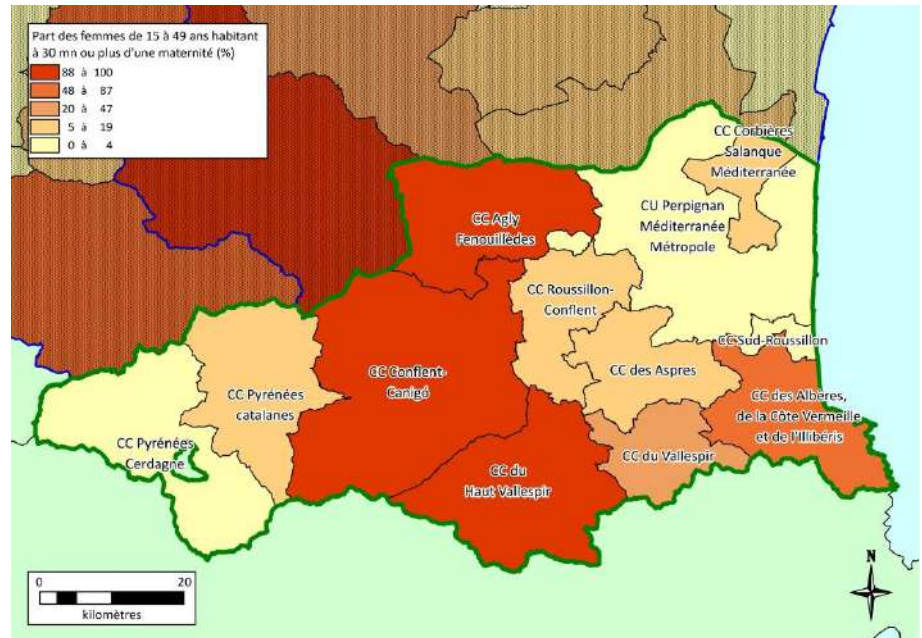 Part des femmes de 15 à 49 ans habitant
à 30 mn ou plus d'une maternité (%)
88 à 100
48 à 87
20 à 47
5 à 19
0 à 4
CC Corbières
Salanque
Méditerranée
CC Agly
Fenouillèdes
CU Perpignan
Méditerranée
Métropole
CC Roussillon-
Conflent
CC Sud-Roussillon
CC Conflent-
Canigó
CC des Aspres
CC Pyrénées
catalanes
CC des Albères,
de la Côte Vermeille
et de l'Illibéris
CC Pyrénées
Cerdagne
CC du Vallespir
CC du
Haut Vallespir
N
0 20
kilomètres